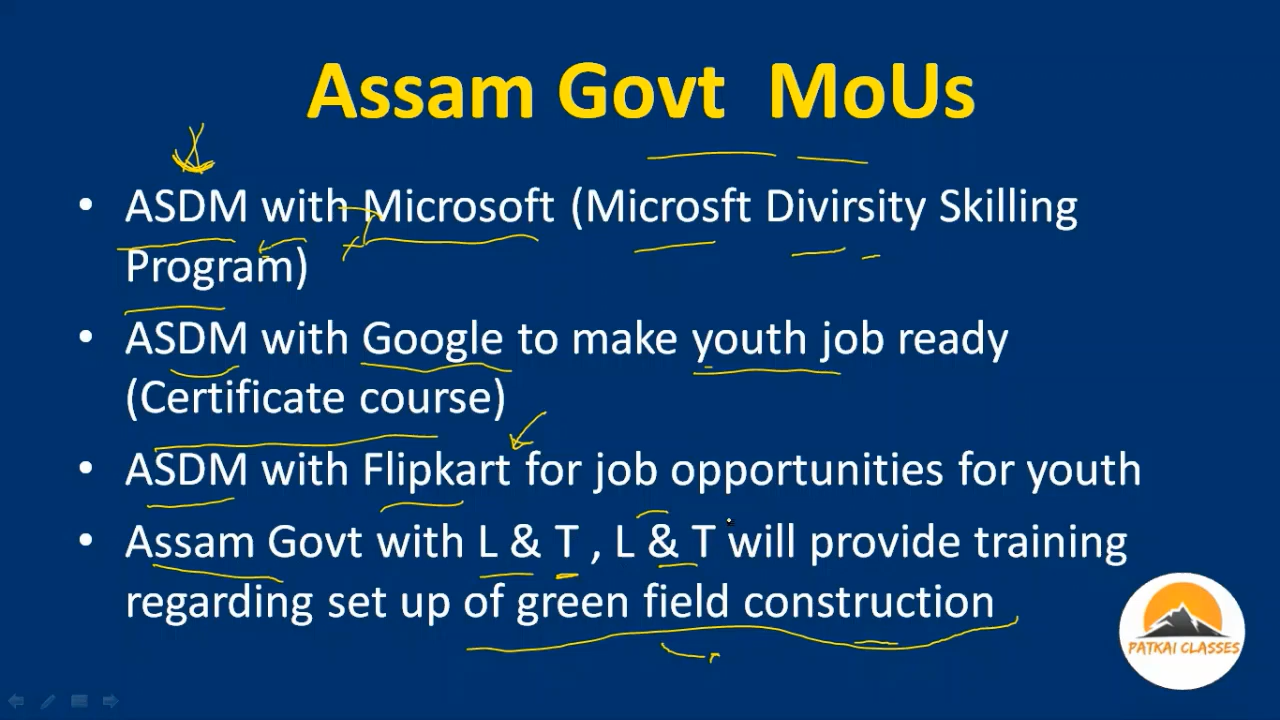 Assam Govt MoUs
• ASDM with Microsoft (Microsft Divirsity Skilling
Program)
• ASDM with Google to make youth job ready
(Certificate course)
• ASDM with Flipkart for job opportunities for youth
• Assam Govt with L & T , L & T will provide training
regarding set up of green field construction
PATKAI CLASSES